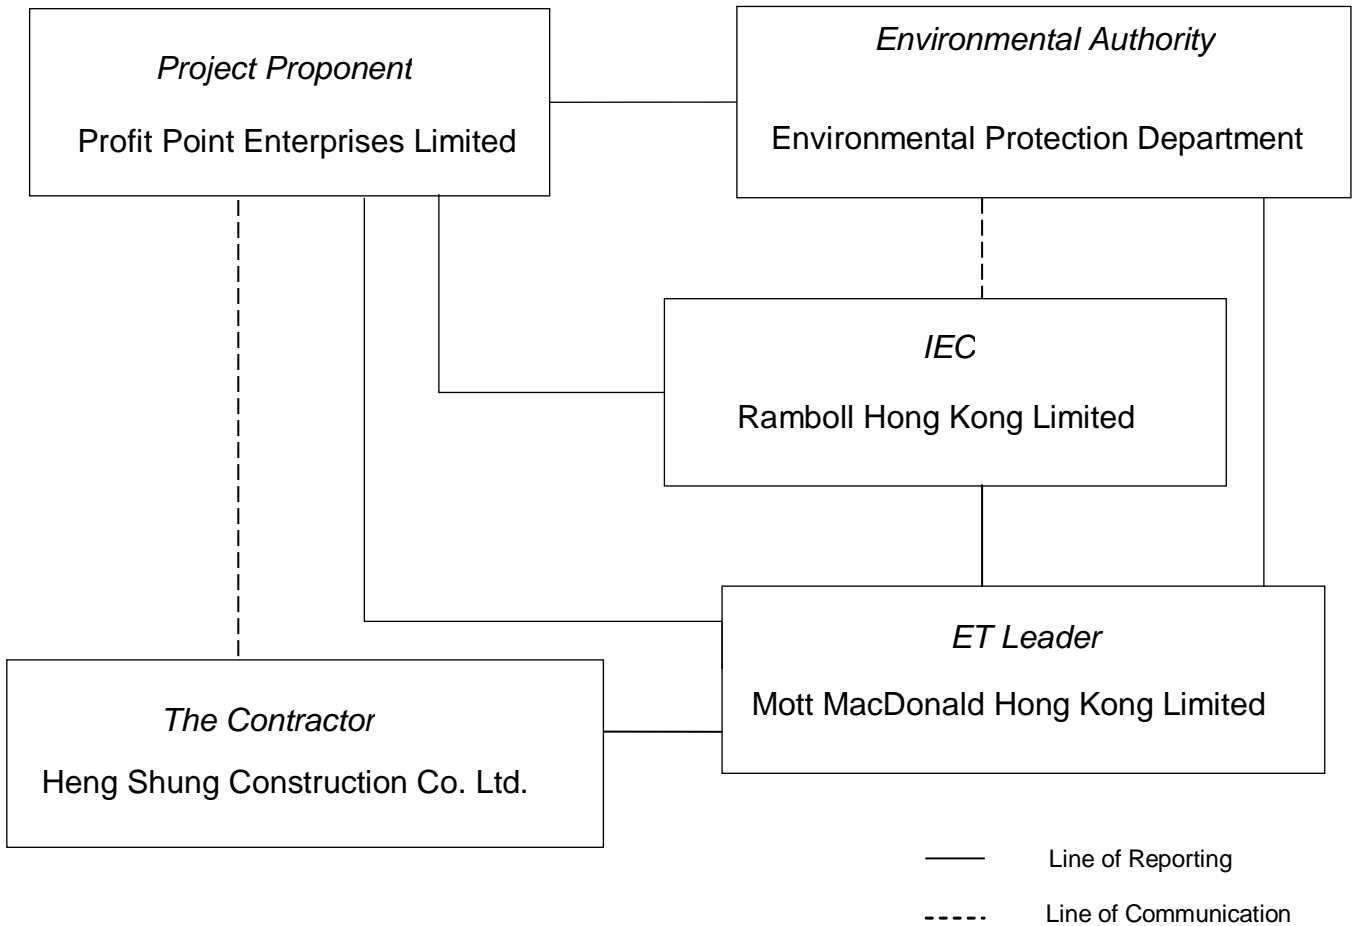 Project Proponent
Profit Point Enterprises Limited
Environmental Authority
Environmental Protection Department
IEC
Ramboll Hong Kong Limited
ET Leader
Mott MacDonald Hong Kong Limited
The Contractor
Heng Shung Construction Co. Ltd.
Line of Reporting
Line of Communication